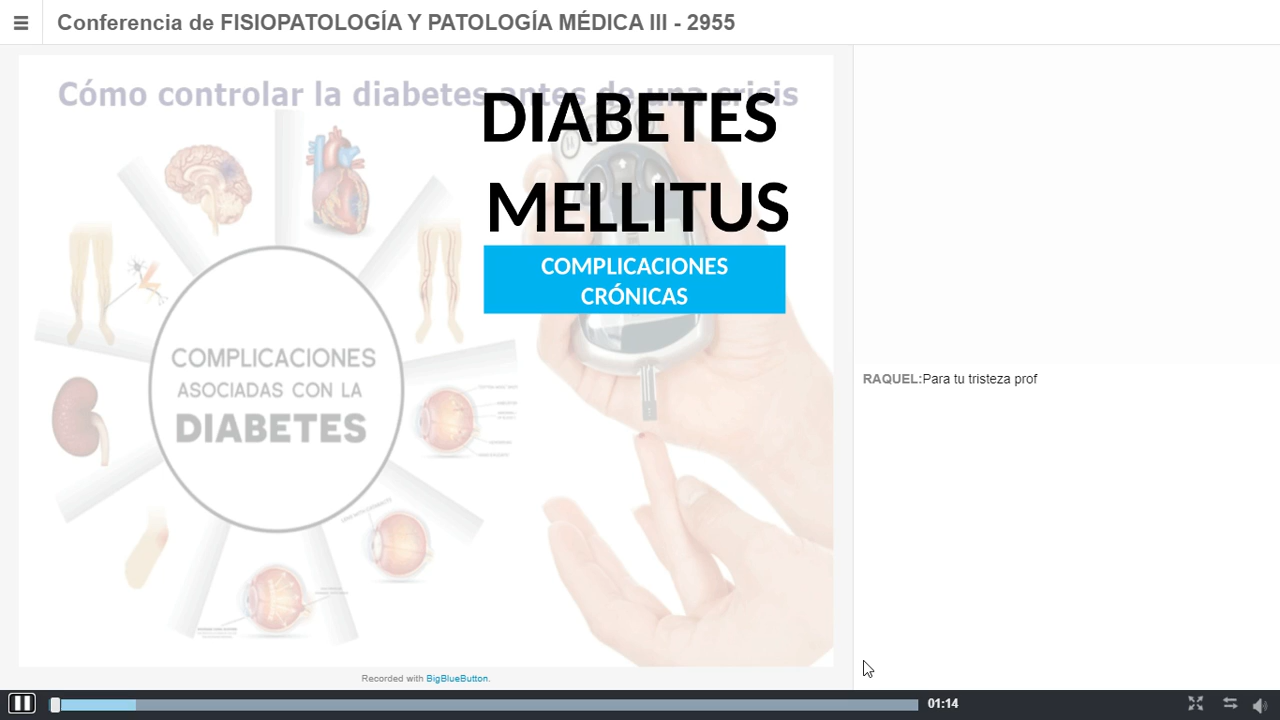 Conferencia de FISIOPATOLOGÍA Y PATOLOGÍA MÉDICA III - 2955
Cómo controlar la diabetes antes de una crisis
DIABETES
MELLITUS
COMPLICACIONES
CRÓNICAS
COMPLICACIONES
ASOCIADAS CON LA
DIABETES
RAQUEL:Para tu tristeza prof
Recorded with BigBlueButton.
01:14